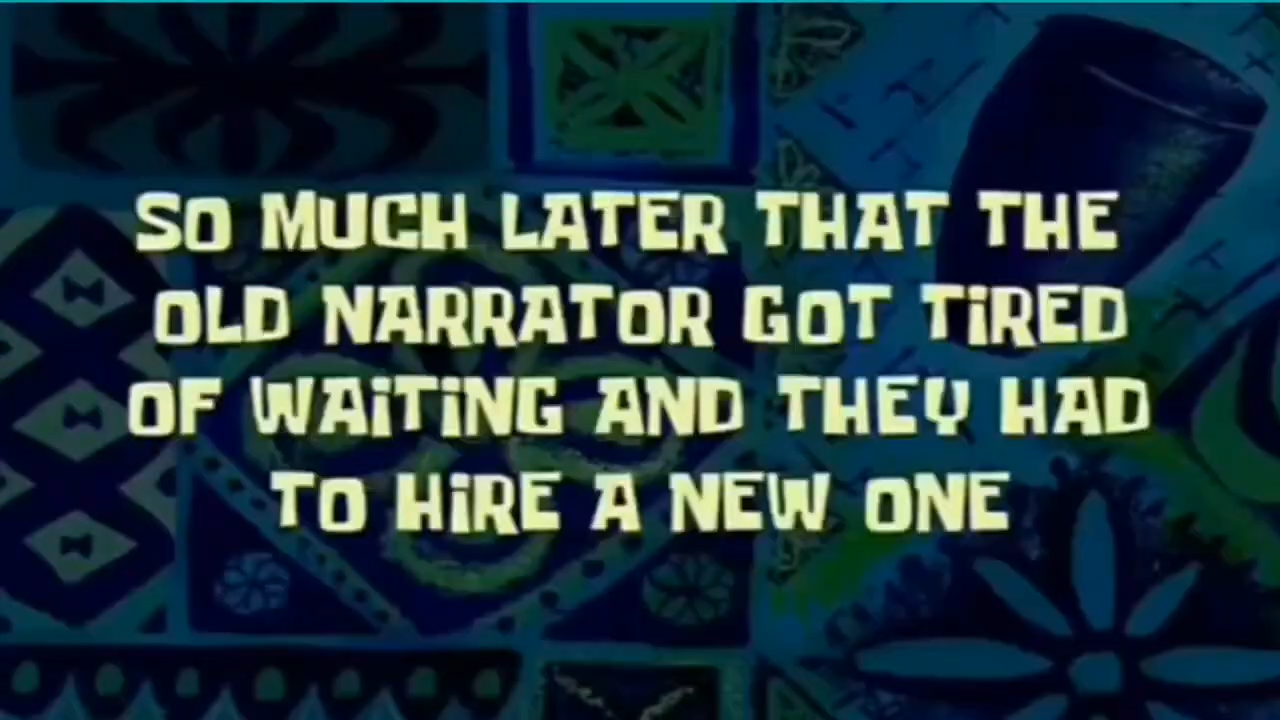 SO MUCH LATER THAT THE
OLD NARRATOR GOT TiRED
OF WAiTiNG AND THEY HAD
TO HiRE A NEW ONE